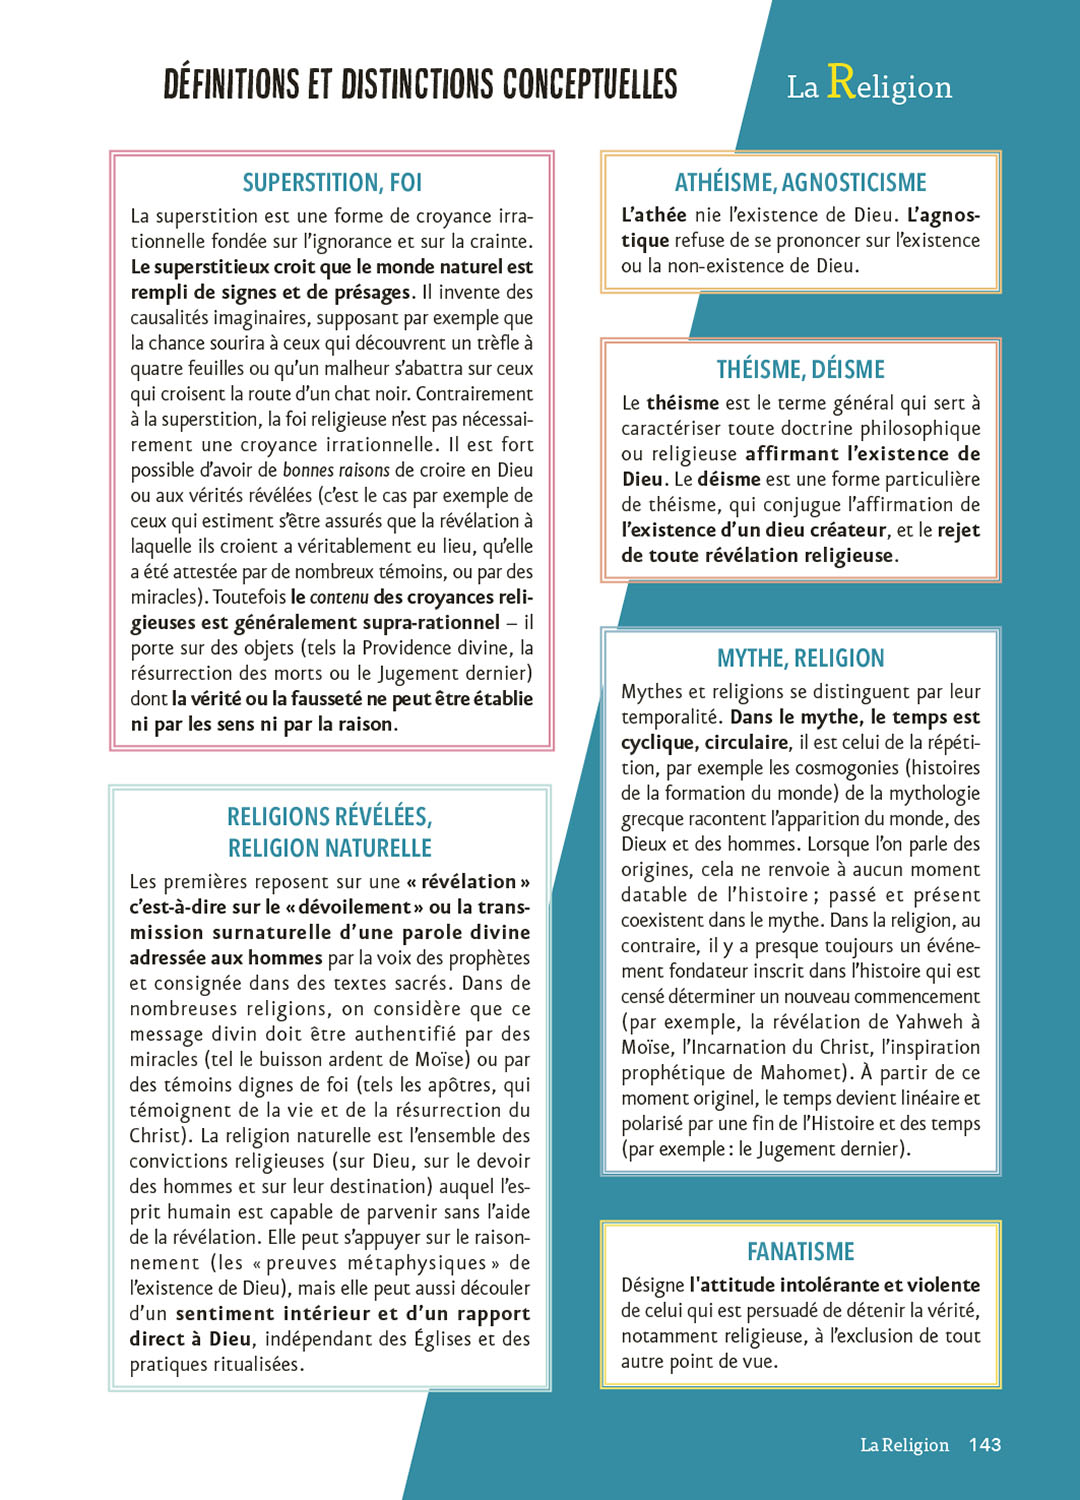 DÉFINITIONS ET DISTINCTIONS CONCEPTUELLES
La Religion
SUPERSTITION, FOI
La superstition est une forme de croyance irra-
tionnelle fondée sur l'ignorance et sur la crainte.
Le superstitieux croit que le monde naturel est
rempli de signes et de présages. Il invente des
causalités imaginaires, supposant par exemple que
la chance sourira à ceux qui découvrent un trèfle à
quatre feuilles ou qu'un malheur s'abattra sur ceux
qui croisent la route d'un chat noir. Contrairement
à la superstition, la foi religieuse n'est pas nécessai-
rement une croyance irrationnelle. Il est fort
possible d'avoir de bonnes raisons de croire en Dieu
ou aux vérités révélées (c'est le cas par exemple de
ceux qui estiment s'être assurés que la révélation à
laquelle ils croient a véritablement eu lieu, qu'elle
a été attestée par de nombreux témoins, ou par des
miracles). Toutefois le contenu des croyances reli-
gieuses est généralement supra-rationnel – il
porte sur des objets (tels la Providence divine, la
résurrection des morts ou le Jugement dernier)
dont la vérité ou la fausseté ne peut être établie
ni par les sens ni par la raison.
RELIGIONS RÉVÉLÉES,
RELIGION NATURELLE
Les premières reposent sur une « révélation »
c'est-à-dire sur le « dévoilement » ou la trans-
mission surnaturelle d'une parole divine
adressée aux hommes par la voix des prophètes
et consignée dans des textes sacrés. Dans de
nombreuses religions, on considère que ce
message divin doit être authentifié par des
miracles (tel le buisson ardent de Moïse) ou par
des témoins dignes de foi (tels les apôtres, qui
témoignent de la vie et de la résurrection du
Christ). La religion naturelle est l'ensemble des
convictions religieuses (sur Dieu, sur le devoir
des hommes et sur leur destination) auquel l'es-
prit humain est capable de parvenir sans l'aide
de la révélation. Elle peut s'appuyer sur le raison-
nement (les « preuves métaphysiques » de
l'existence de Dieu), mais elle peut aussi découler
d'un sentiment intérieur et d'un rapport
direct à Dieu, indépendant des Églises et des
pratiques ritualisées.
ATHÉISME, AGNOSTICISME
L'athée nie l'existence de Dieu. L'agnos-
tique refuse de se prononcer sur l'existence
ou la non-existence de Dieu.
THÉISME, DÉISME
Le théisme est le terme général qui sert à
caractériser toute doctrine philosophique
ou religieuse affirmant l'existence de
Dieu. Le déisme est une forme particulière
de théisme, qui conjugue l'affirmation de
l'existence d'un dieu créateur, et le rejet
de toute révélation religieuse.
MYTHE, RELIGION
Mythes et religions se distinguent par leur
temporalité. Dans le mythe, le temps est
cyclique, circulaire, il est celui de la répéti-
tion, par exemple les cosmogonies (histoires
de la formation du monde) de la mythologie
grecque racontent l'apparition du monde, des
Dieux et des hommes. Lorsque l'on parle des
origines, cela ne renvoie à aucun moment
datable de l'histoire ; passé et présent
coexistent dans le mythe. Dans la religion, au
contraire, il y a presque toujours un événe-
ment fondateur inscrit dans l'histoire qui est
censé déterminer un nouveau commencement
(par exemple, la révélation de Yahweh à
Moïse, l'Incarnation du Christ, l'inspiration
prophétique de Mahomet). À partir de ce
moment originel, le temps devient linéaire et
polarisé par une fin de l'Histoire et des temps
(par exemple : le Jugement dernier).
FANATISME
Désigne l'attitude intolérante et violente
de celui qui est persuadé de détenir la vérité,
notamment religieuse, à l'exclusion de tout
autre point de vue.
La Religion 143